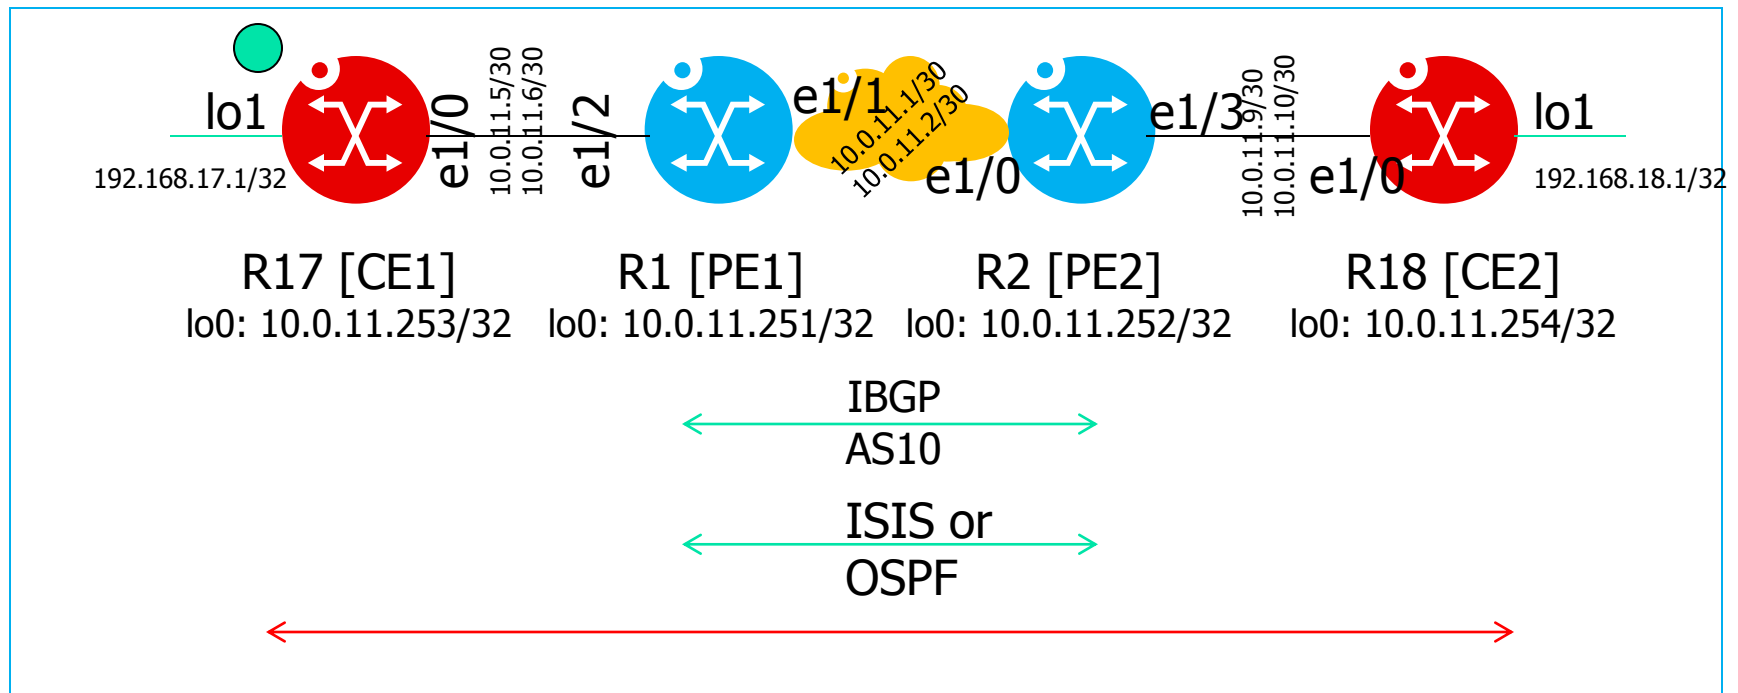 lo1
192.168.17.1/32
e1/0
10.0.11.5/30
10.0.11.6/30
e1/2
e1/1
10.0.11.1/30
10.0.11.2/30
e1/0
e1/3
10.0.11.9/30
10.0.11.10/30
e1/0
lo1
192.168.18.1/32
R17 [CE1]
lo0: 10.0.11.253/32
R1 [PE1]
lo0: 10.0.11.251/32
R2 [PE2]
lo0: 10.0.11.252/32
R18 [CE2]
lo0: 10.0.11.254/32
IBGP
AS10
ISIS or
OSPF